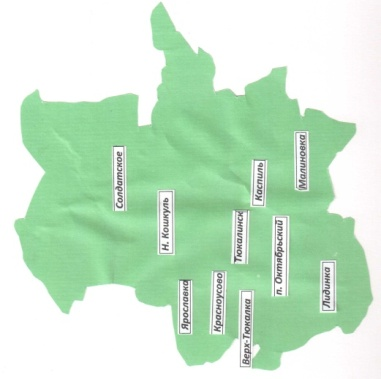 Солдатское
Н. Кошкуль
Ярославка
Красноусово
Тюкалинск
Верх-Тюкалка
Каспиль
п. Октябрьский
Малиновка
Лидинка